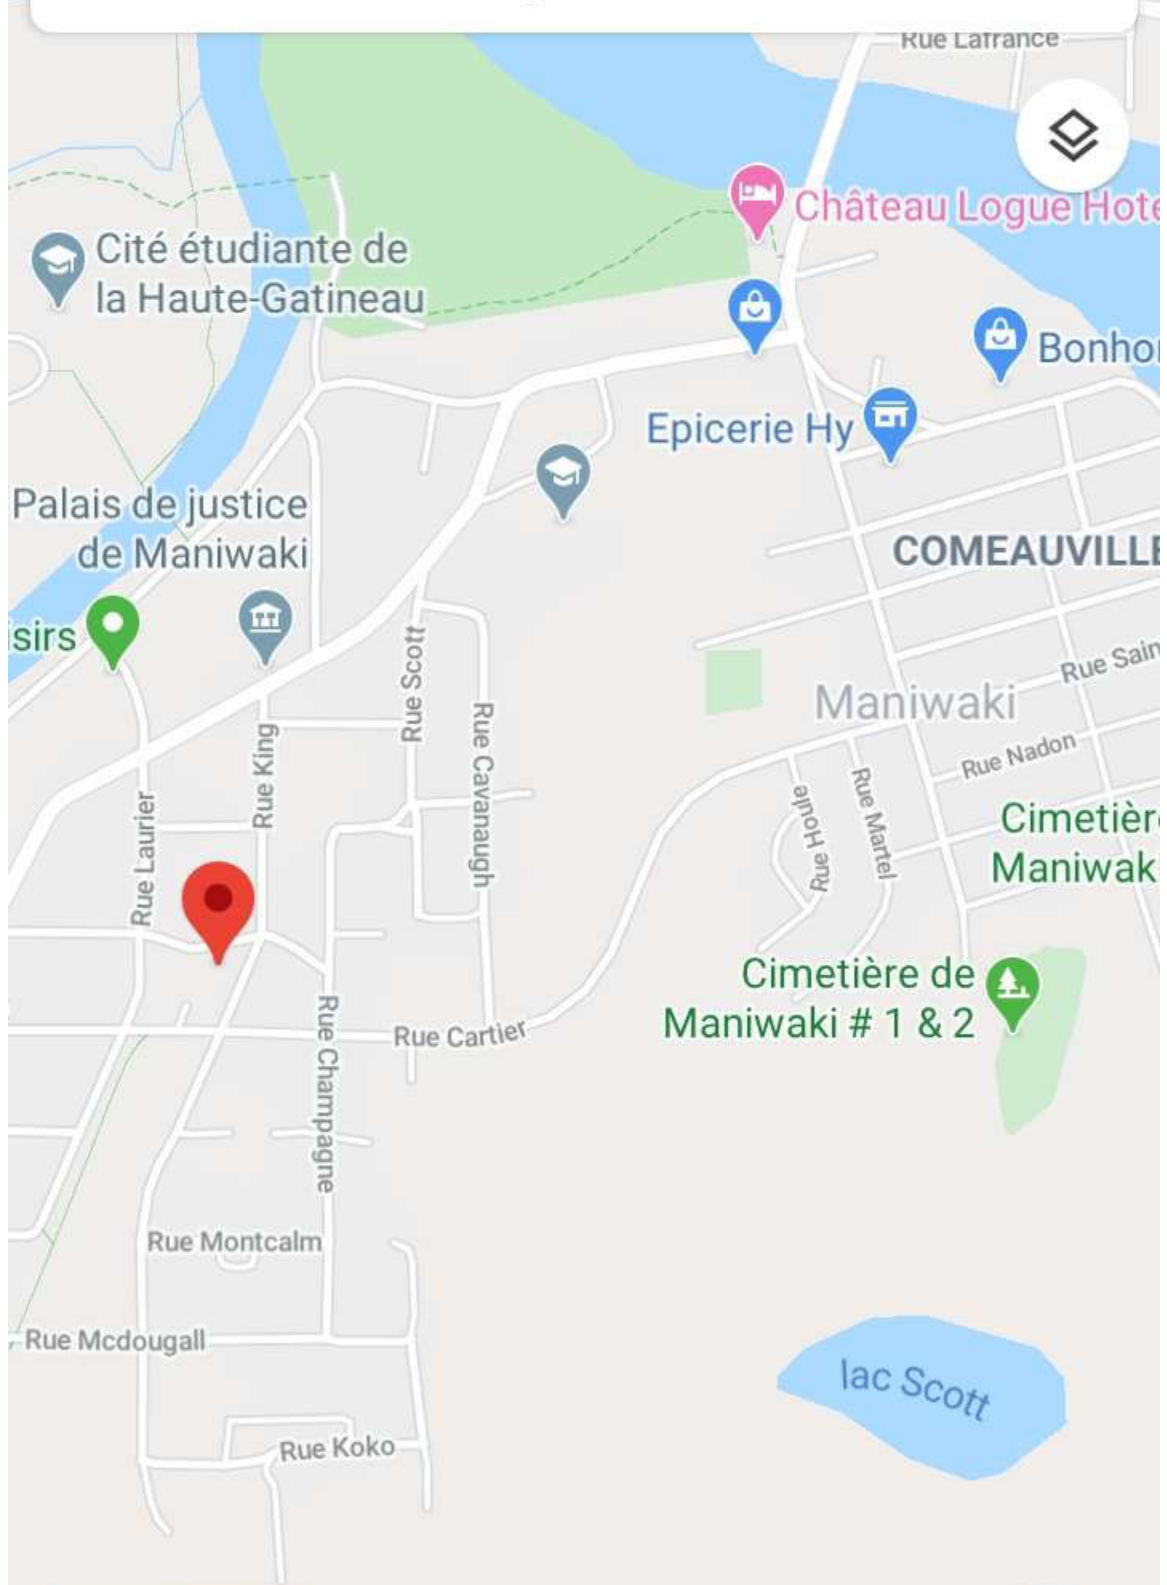 Rue Lafrance
Château Logue Hote
Cité étudiante de
la Haute-Gatineau
Bonhor
Epicerie Hy
Palais de justice
de Maniwaki
COMEAUVILLE
isirs
Rue Scott
Rue Sain
Maniwaki
Rue King
Rue Cavanaugh
Rue Nadon
Rue Laurier
Rue Houle
Rue Martel
Cimetière
Maniwak
Cimetière de
Maniwaki # 1 & 2
Rue Cartier
Rue Champagne
Rue Montcalm
Rue Mcdougall
lac Scott
Rue Koko